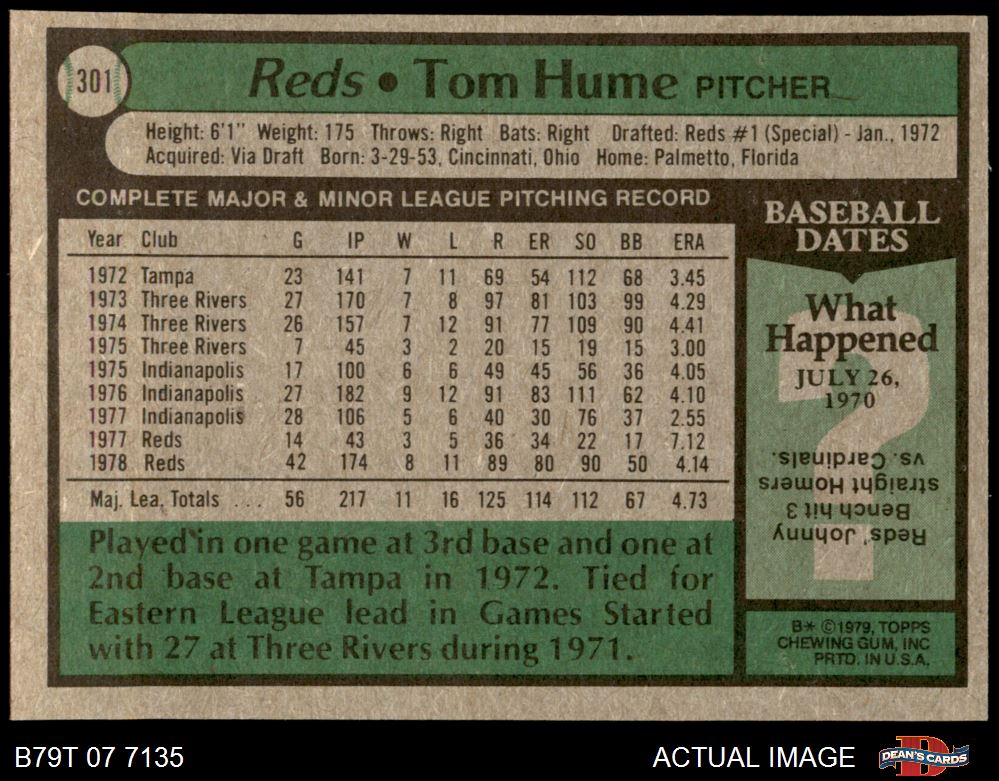 301
Reds • Tom Hume PITCHER
Height: 6'1" Weight: 175 Throws: Right Bats: Right Drafted: Reds #1 (Special) - Jan., 1972
Acquired: Via Draft Born: 3-29-53, Cincinnati, Ohio Home: Palmetto, Florida
COMPLETE MAJOR & MINOR LEAGUE PITCHING RECORD
Year Club G IP W L R ER SO BB ERA
1972 Tampa 23 141 7 11 69 54 112 68 3.45
1973 Three Rivers 27 170 7 8 97 81 103 99 4.29
1974 Three Rivers 26 157 7 12 91 77 109 90 4.41
1975 Three Rivers 7 45 3 2 20 15 19 15 3.00
1975 Indianapolis 17 100 6 6 49 45 56 36 4.05
1976 Indianapolis 27 182 9 12 91 83 111 62 4.10
1977 Indianapolis 28 106 5 6 40 30 76 37 2.55
1977 Reds 14 43 3 5 36 34 22 17 7.12
1978 Reds 42 174 8 11 89 80 90 50 4.14
Maj. Lea. Totals ... 56 217 11 16 125 114 112 67 4.73
Played in one game at 3rd base and one at
2nd base at Tampa in 1972. Tied for
Eastern League lead in Games Started
with 27 at Three Rivers during 1971.
BASEBALL
DATES
What
Happened
JULY 26,
1970
?
Reds' Johnny
Bench hit 3
straight Homers
vs. Cardinals.
B* ©1979, TOPPS
CHEWING GUM, INC
PRTD. IN U.S.A.
B79T 07 7135
ACTUAL IMAGE
DEAN'S CARDS